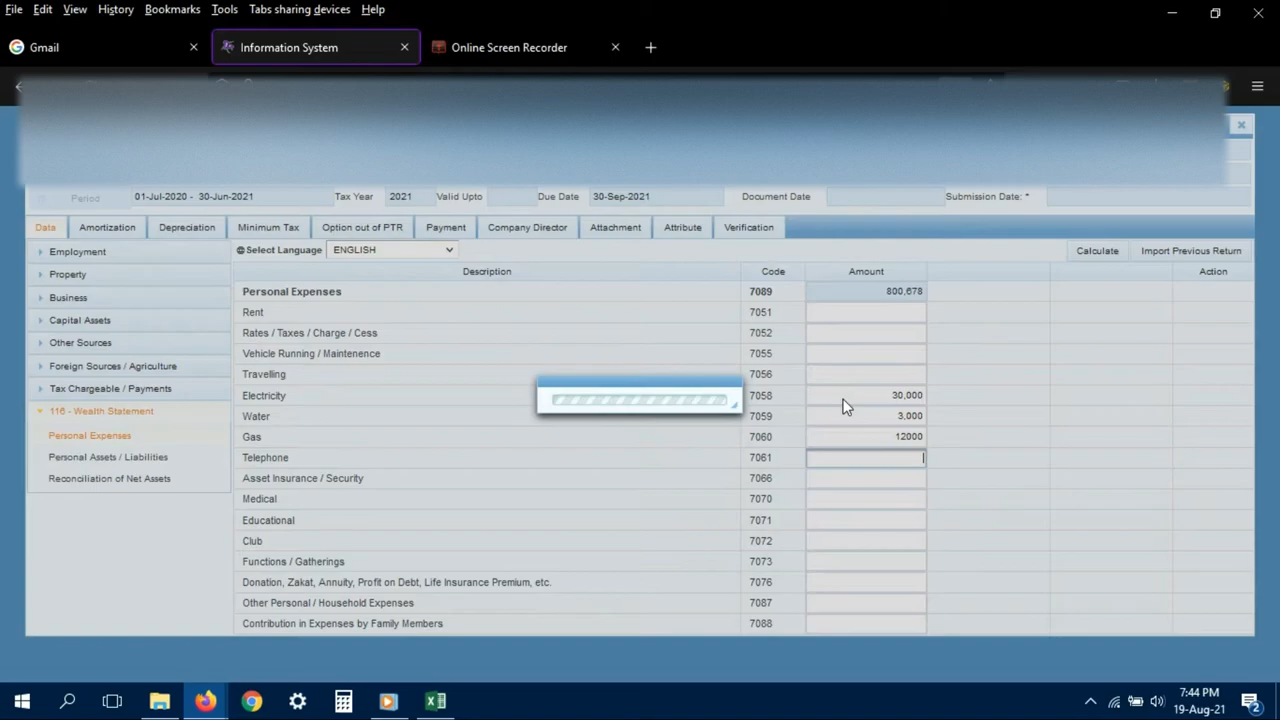 File Edit View History Bookmarks Tools Tabs sharing devices Help
Gmail Information System Online Screen Recorder
Period 01-Jul-2020 - 30-Jun-2021 Tax Year 2021 Valid Upto Due Date 30-Sep-2021 Document Date Submission Date: *
Data Amortization Depreciation Minimum Tax Option out of PTR Payment Company Director Attachment Attribute Verification
Employment Select Language ENGLISH Calculate Import Previous Return
Property Description Code Amount Action
Business Personal Expenses 7089 800,678
Capital Assets Rent 7051
Other Sources Rates / Taxes / Charge / Cess 7052
Foreign Sources / Agriculture Vehicle Running / Maintenence 7055
Tax Chargeable / Payments Travelling 7056
116 - Wealth Statement Electricity 7058 30,000
Personal Expenses Water 7059 3,000
Personal Assets / Liabilities Gas 7060 12000
Reconciliation of Net Assets Telephone 7061
Asset Insurance / Security 7066
Medical 7070
Educational 7071
Club 7072
Functions / Gatherings 7073
Donation, Zakat, Annuity, Profit on Debt, Life Insurance Premium, etc. 7076
Other Personal / Household Expenses 7087
Contribution in Expenses by Family Members 7088
7:44 PM
19-Aug-21
2